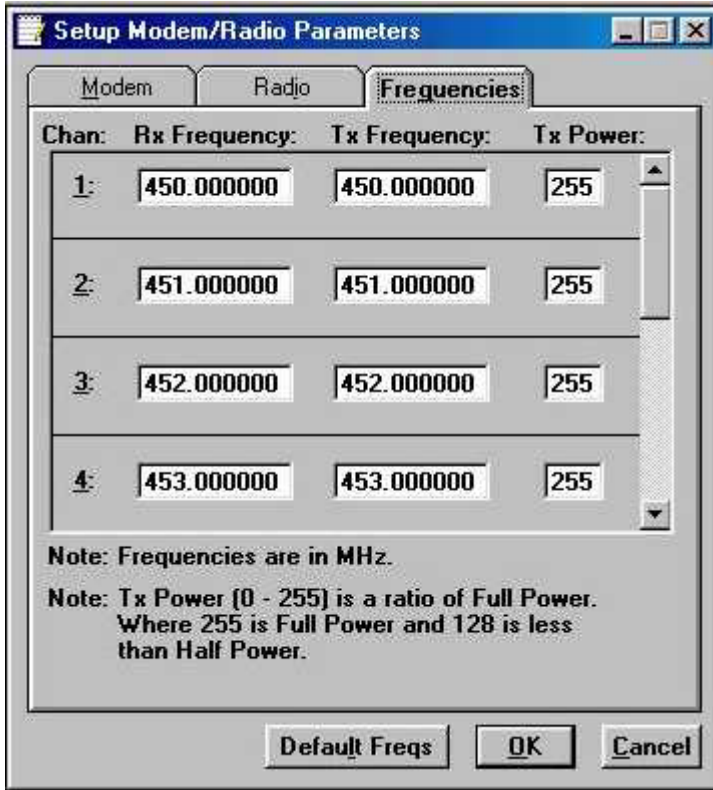 Setup Modem/Radio Parameters
Modem Radio Frequencies
Chan: Rx Frequency: Tx Frequency: Tx Power:
1: 450.000000 450.000000 255
2: 451.000000 451.000000 255
3: 452.000000 452.000000 255
4: 453.000000 453.000000 255
Note: Frequencies are in MHz.
Note: Tx Power (0 - 255) is a ratio of Full Power.
Where 255 is Full Power and 128 is less
than Half Power.
Default Freqs OK Cancel